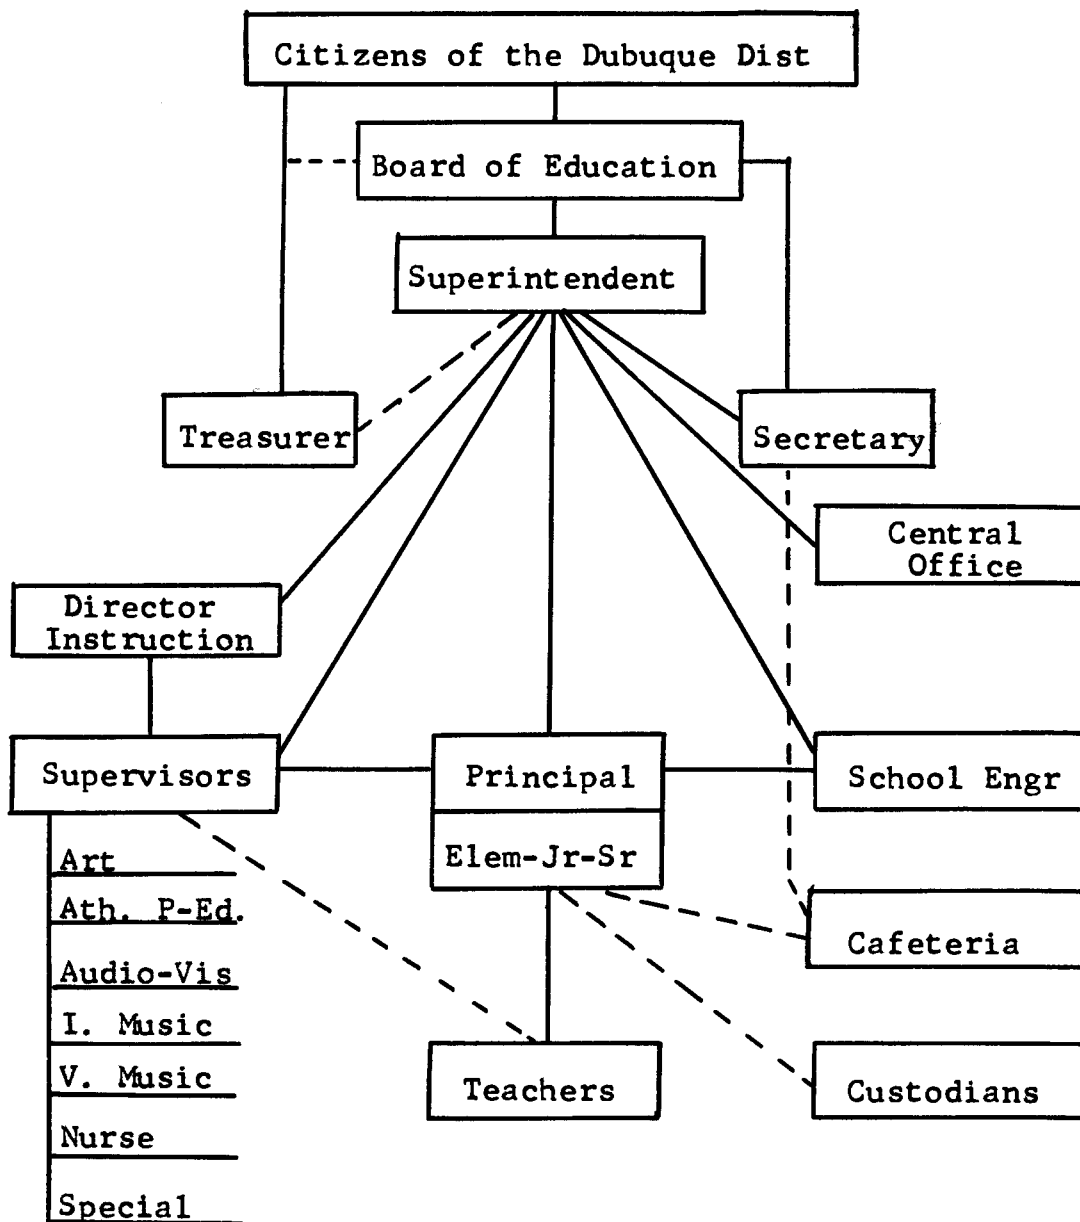 Citizens of the Dubuque Dist
Board of Education
Superintendent
Treasurer
Secretary
Central
Office
Director
Instruction
Supervisors
Principal
School Engr
Elem-Jr-Sr
Art
Ath. P-Ed.
Audio-Vis
I. Music
V. Music
Nurse
Special
Cafeteria
Teachers
Custodians